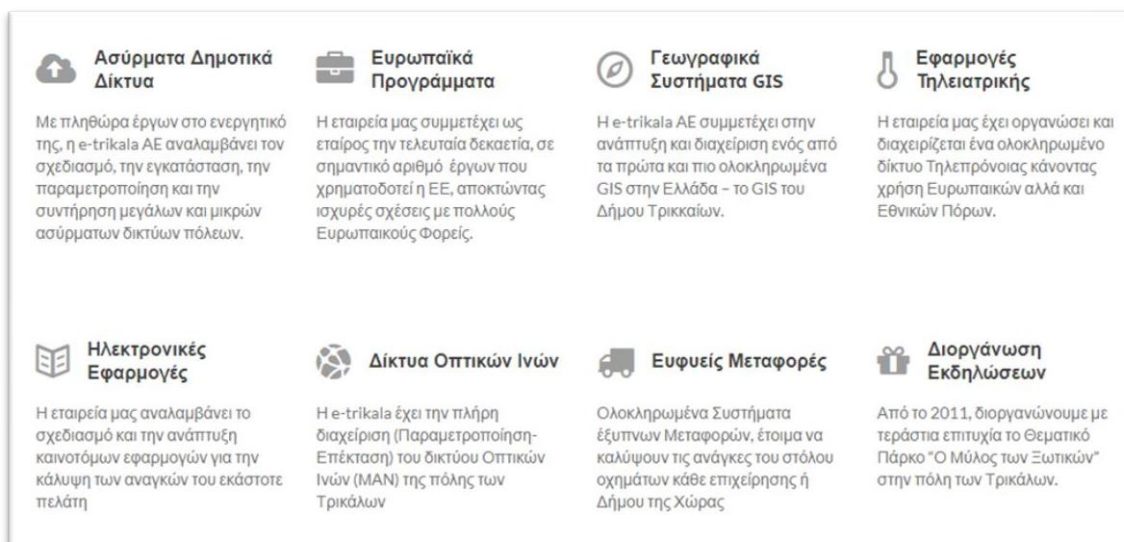 Ασύρματα Δημοτικά
Δίκτυα
Με πληθώρα έργων στο ενεργητικό
της, η e-trikala ΑΕ αναλαμβάνει τον
σχεδιασμό, την εγκατάσταση, την
παραμετροποίηση και την
συντήρηση μεγάλων και μικρών
ασύρματων δικτύων πόλεων.
Ευρωπαϊκά
Προγράμματα
Η εταιρεία μας συμμετέχει ως
εταίρος την τελευταία δεκαετία, σε
σημαντικό αριθμό έργων που
χρηματοδοτεί η ΕΕ, αποκτώντας
ισχυρές σχέσεις με πολλούς
Ευρωπαικούς Φορείς.
Γεωγραφικά
Συστήματα GIS
Η e-trikala ΑΕ συμμετέχει στην
ανάπτυξη και διαχείριση ενός από
τα πρώτα και πιο ολοκληρωμένα
GIS στην Ελλάδα – το GIS του
Δήμου Τρικκαίων.
Εφαρμογές
Τηλειατρικής
Η εταιρεία μας έχει οργανώσει και
διαχειρίζεται ένα ολοκληρωμένο
δίκτυο Τηλεπρόνοιας κάνοντας
χρήση Ευρωπαικών αλλά και
Εθνικών Πόρων.
Ηλεκτρονικές
Εφαρμογές
Η εταιρεία μας αναλαμβάνει το
σχεδιασμό και την ανάπτυξη
καινοτόμων εφαρμογών για την
κάλυψη των αναγκών του εκάστοτε
πελάτη
Δίκτυα Οπτικών Ινών
Η e-trikala έχει την πλήρη
διαχείριση (Παραμετροποίηση-
Επέκταση) του δικτύου Οπτικών
Ινών (MAN) της πόλης των
Τρικάλων
Ευφυείς Μεταφορές
Ολοκληρωμένα Συστήματα
έξυπνων Μεταφορών, έτοιμα να
καλύψουν τις ανάγκες του στόλου
οχημάτων κάθε επιχείρησης ή
Δήμου της Χώρας
Διοργάνωση
Εκδηλώσεων
Από το 2011, διοργανώνουμε με
τεράστια επιτυχία το Θεματικό
Πάρκο "Ο Μύλος των Ξωτικών"
στην πόλη των Τρικάλων.